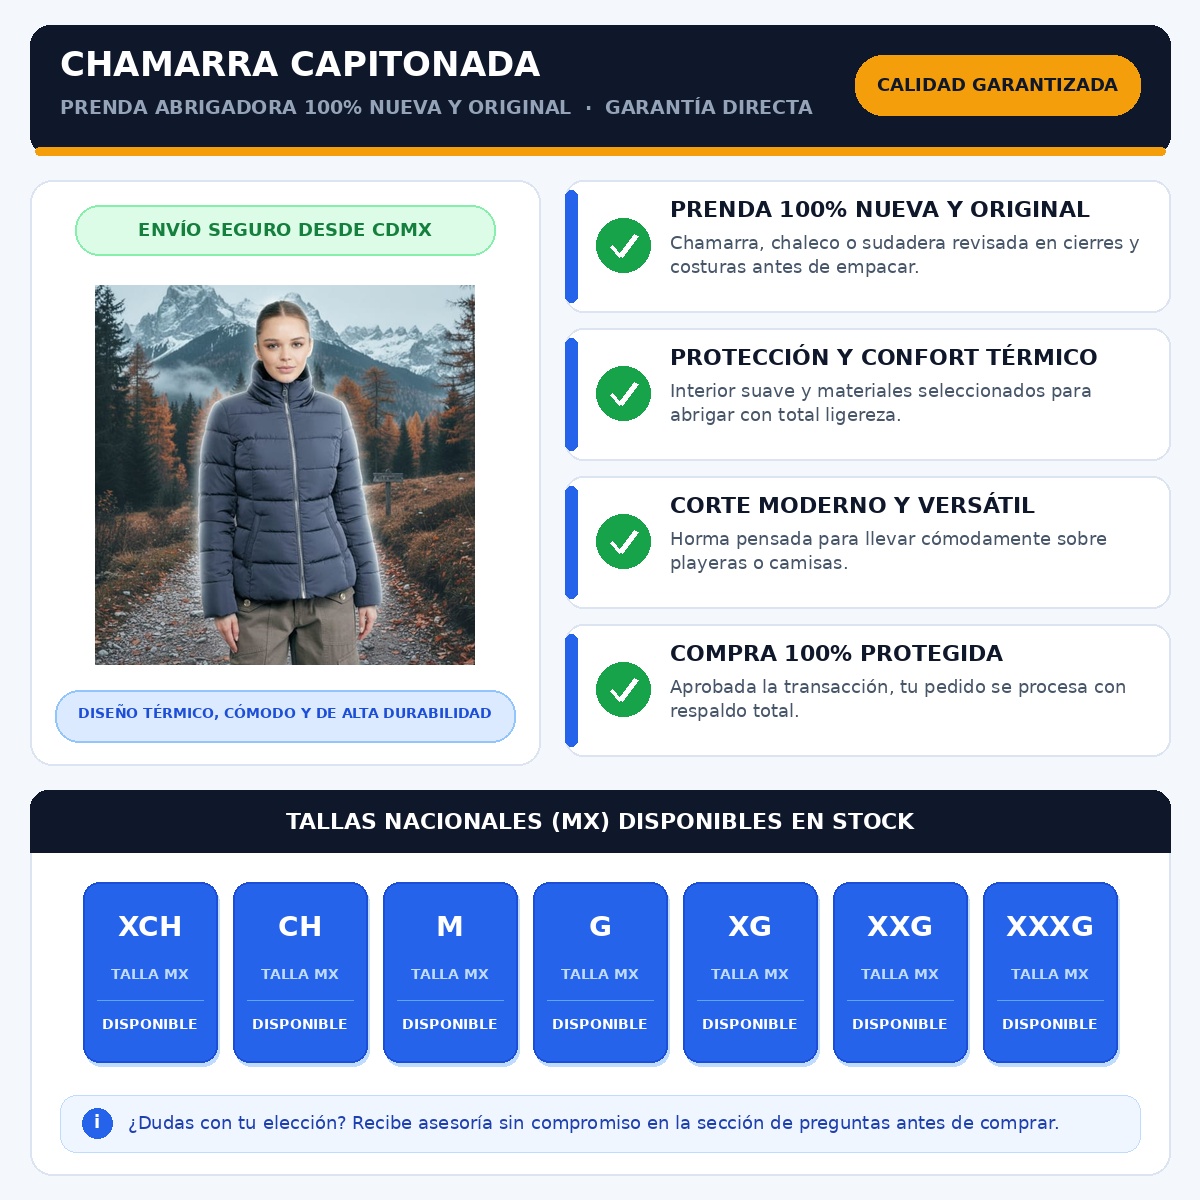 CHAMARRA CAPITONADA
PRENDA ABRIGADORA 100% NUEVA Y ORIGINAL · GARANTÍA DIRECTA
CALIDAD GARANTIZADA
ENVÍO SEGURO DESDE CDMX
DISEÑO TÉRMICO, CÓMODO Y DE ALTA DURABILIDAD
PRENDA 100% NUEVA Y ORIGINAL
Chamarra, chaleco o sudadera revisada en cierres y
costuras antes de empacar.
PROTECCIÓN Y CONFORT TÉRMICO
Interior suave y materiales seleccionados para
abrigar con total ligereza.
CORTE MODERNO Y VERSÁTIL
Horma pensada para llevar cómodamente sobre
playeras o camisas.
COMPRA 100% PROTEGIDA
Aprobada la transacción, tu pedido se procesa con
respaldo total.
TALLAS NACIONALES (MX) DISPONIBLES EN STOCK
XCH
TALLA MX
DISPONIBLE
CH
TALLA MX
DISPONIBLE
M
TALLA MX
DISPONIBLE
G
TALLA MX
DISPONIBLE
XG
TALLA MX
DISPONIBLE
XXG
TALLA MX
DISPONIBLE
XXXG
TALLA MX
DISPONIBLE
i ¿Dudas con tu elección? Recibe asesoría sin compromiso en la sección de preguntas antes de comprar.